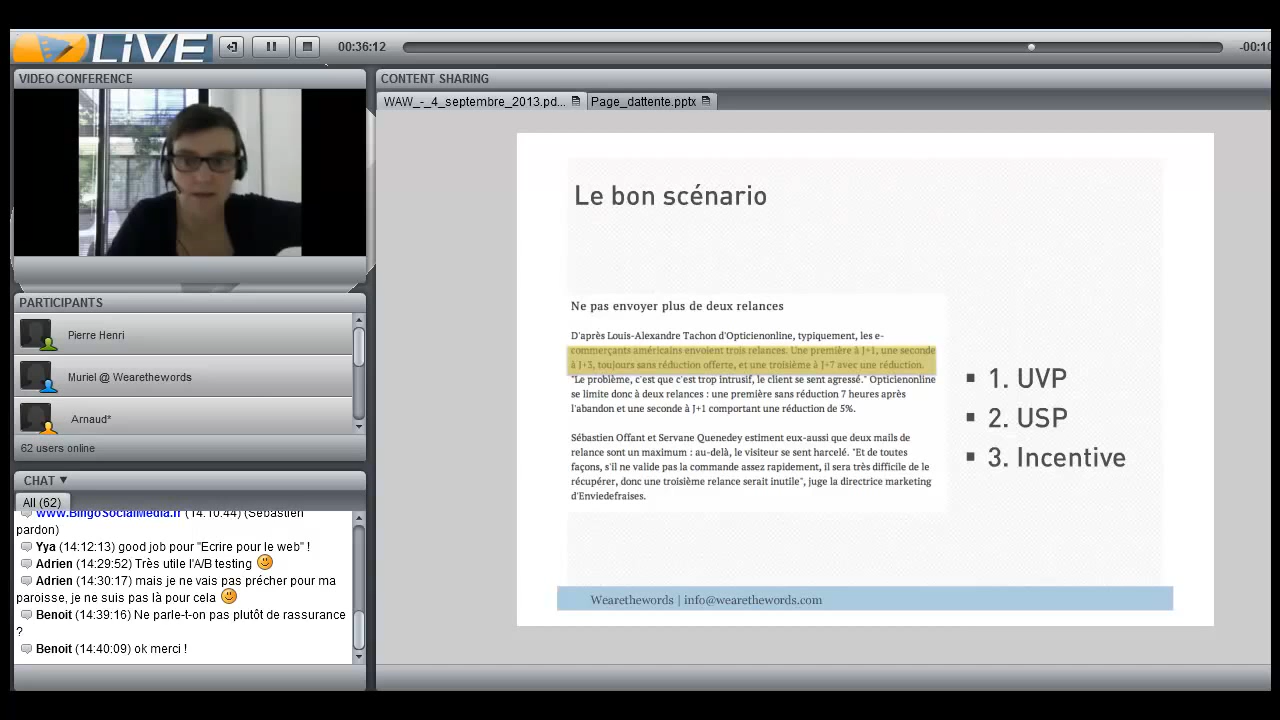 LiVE
00:36:12
-00:10
VIDEO CONFERENCE
PARTICIPANTS
Pierre Henri
Muriel @ Wearethewords
Arnaud*
62 users online
CHAT
All (62)
www.BingoSocialMedia.fr (14:10:44) (Sebastien
pardon)
Yya (14:12:13) good job pour "Ecrire pour le web" !
Adrien (14:29:52) Très utile l'A/B testing
Adrien (14:30:17) mais je ne vais pas précher pour ma
paroisse, je ne suis pas là pour cela
Benoit (14:39:16) Ne parle-t-on pas plutôt de rassurance
?
Benoit (14:40:09) ok merci !
CONTENT SHARING
WAW_-_4_septembre_2013.pd...
Page_dattente.pptx
Le bon scénario
Ne pas envoyer plus de deux relances
D'après Louis-Alexandre Tachon d'Opticienonline, typiquement, les e-
commerçants américains envoient trois relances. Une première à J+1, une seconde
à J+3, toujours sans réduction offerte, et une troisième à J+7 avec une réduction.
"Le problème, c'est que c'est trop intrusif, le client se sent agressé." Opticienonline
se limite donc à deux relances : une première sans réduction 7 heures après
l'abandon et une seconde à J+1 comportant une réduction de 5%.
Sébastien Offant et Servane Quenedey estiment eux-aussi que deux mails de
relance sont un maximum : au-delà, le visiteur se sent harcelé. "Et de toutes
façons, s'il ne valide pas la commande assez rapidement, il sera très difficile de le
récupérer, donc une troisième relance serait inutile", juge la directrice marketing
d'Enviedefraises.
1. UVP
2. USP
3. Incentive
Wearethewords | info@wearethewords.com